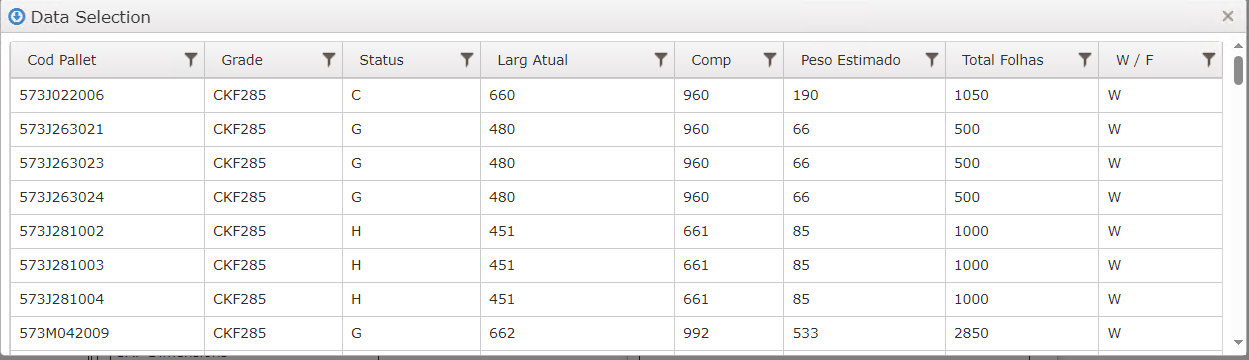 Data Selection
Cod Pallet Grade Status Larg Atual Comp Peso Estimado Total Folhas W / F
573J022006 CKF285 C 660 960 190 1050 W
573J263021 CKF285 G 480 960 66 500 W
573J263023 CKF285 G 480 960 66 500 W
573J263024 CKF285 G 480 960 66 500 W
573J281002 CKF285 H 451 661 85 1000 W
573J281003 CKF285 H 451 661 85 1000 W
573J281004 CKF285 H 451 661 85 1000 W
573M042009 CKF285 G 662 992 533 2850 W